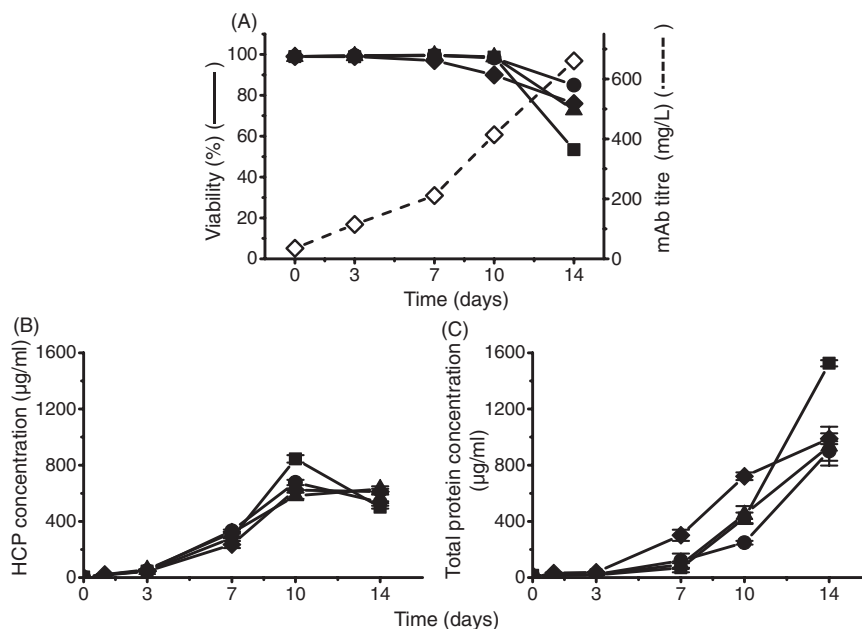 (A)
100
80
60
40
20
0
Viability (%) (——)
600
400
200
0
mAb titre (mg/L) (-----)
0 3 7 10 14
Time (days)
(B)
1600
1200
800
400
0
HCP concentration (µg/ml)
0 3 7 10 14
(C)
1600
1200
800
400
0
Total protein concentration
(µg/ml)
0 3 7 10 14
Time (days)